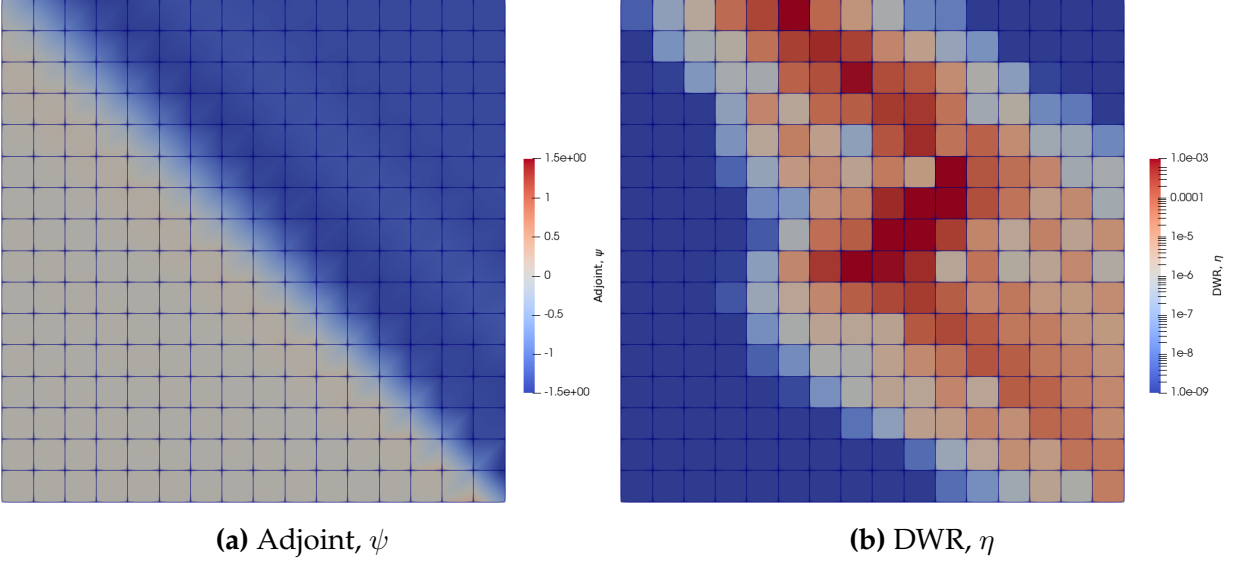 1.5e+00
1
0.5
0
-0.5
-1
-1.5e+00
Adjoint, ψ
1.0e-03
0.0001
1e-5
1e-6
1e-7
1e-8
1.0e-09
DWR, η
(a) Adjoint, ψ
(b) DWR, η